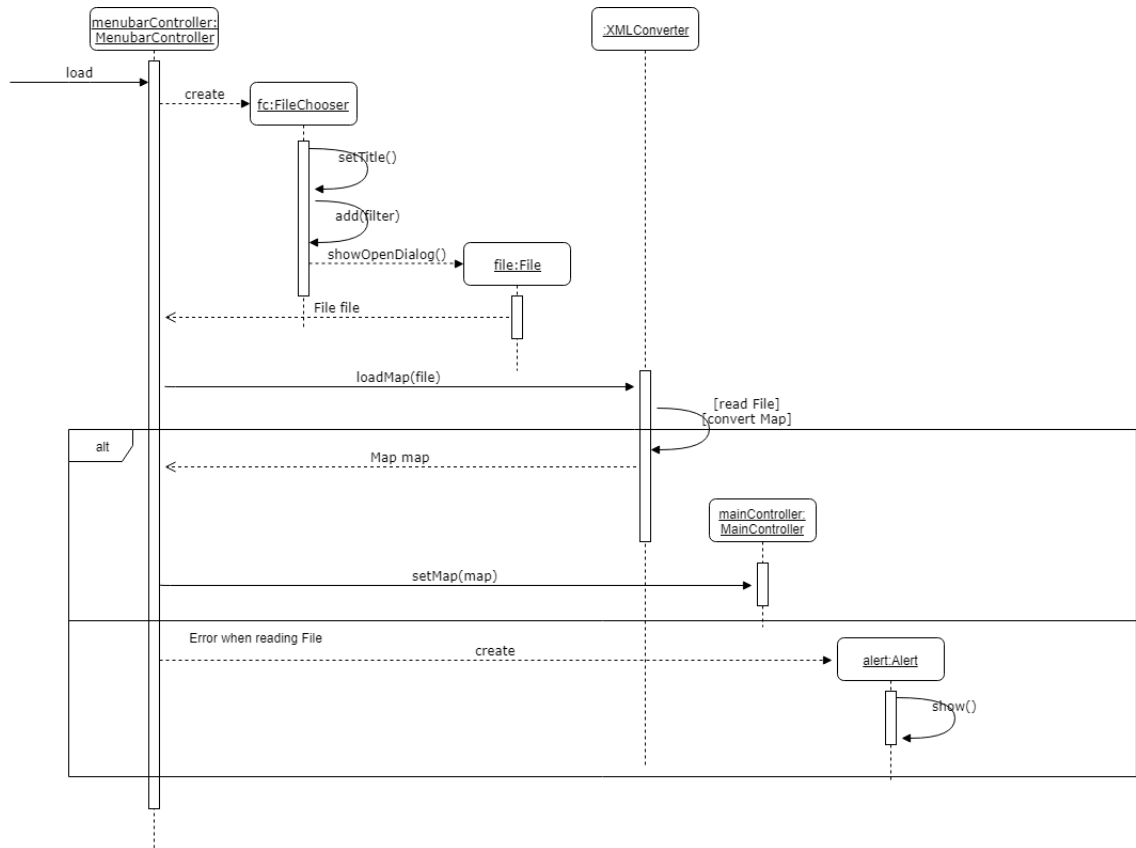 menubarController:
MenubarController
:XMLConverter
load
create
fc:FileChooser
setTitle()
add(filter)
showOpenDialog()
file:File
File file
loadMap(file)
[read File]
[convert Map]
alt
Map map
mainController:
MainController
setMap(map)
Error when reading File
create
alert:Alert
show()